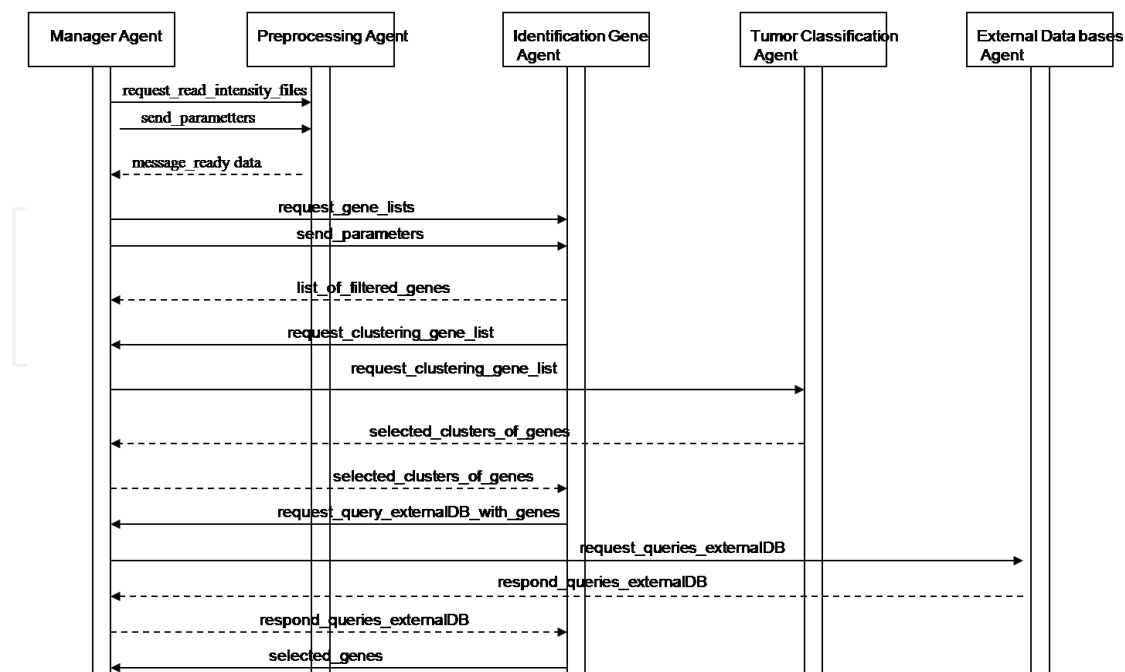 Manager Agent
Preprocessing Agent
Identification Gene
Agent
Tumor Classification
Agent
External Data bases
Agent
request_read_intensity_files
send_parametters
message_ready data
request_gene_lists
send_parameters
list_of_filtered_genes
request_clustering_gene_list
request_clustering_gene_list
selected_clusters_of_genes
selected_clusters_of_genes
request_query_externalDB_with_genes
request_queries_externalDB
respond_queries_externalDB
respond_queries_externalDB
selected_genes